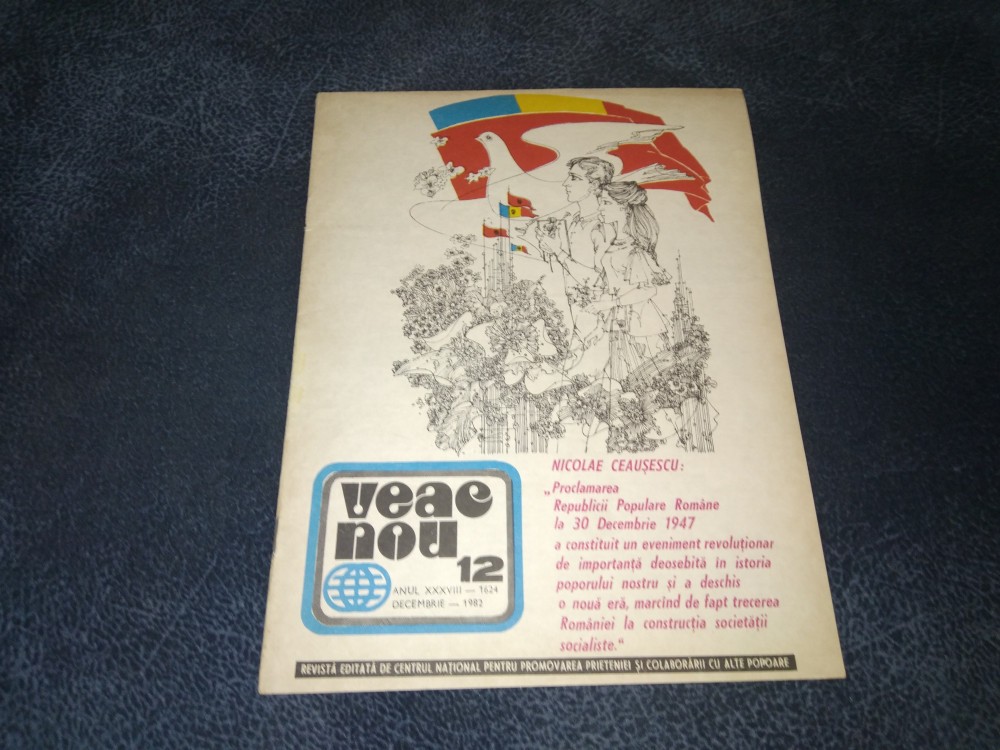 veac
nou
12
ANUL XXXVIII — 1624
DECEMBRIE — 1982
NICOLAE CEAUȘESCU:
„Proclamarea
Republicii Populare Române
la 30 Decembrie 1947
a constituit un eveniment revoluționar
de importanță deosebită în istoria
poporului nostru și a deschis
o nouă eră, marcînd de fapt trecerea
României la construcția societății
socialiste.“
REVISTĂ EDITATĂ DE CENTRUL NAȚIONAL PENTRU PROMOVAREA PRIETENIEI ȘI COLABORĂRII CU ALTE POPOARE